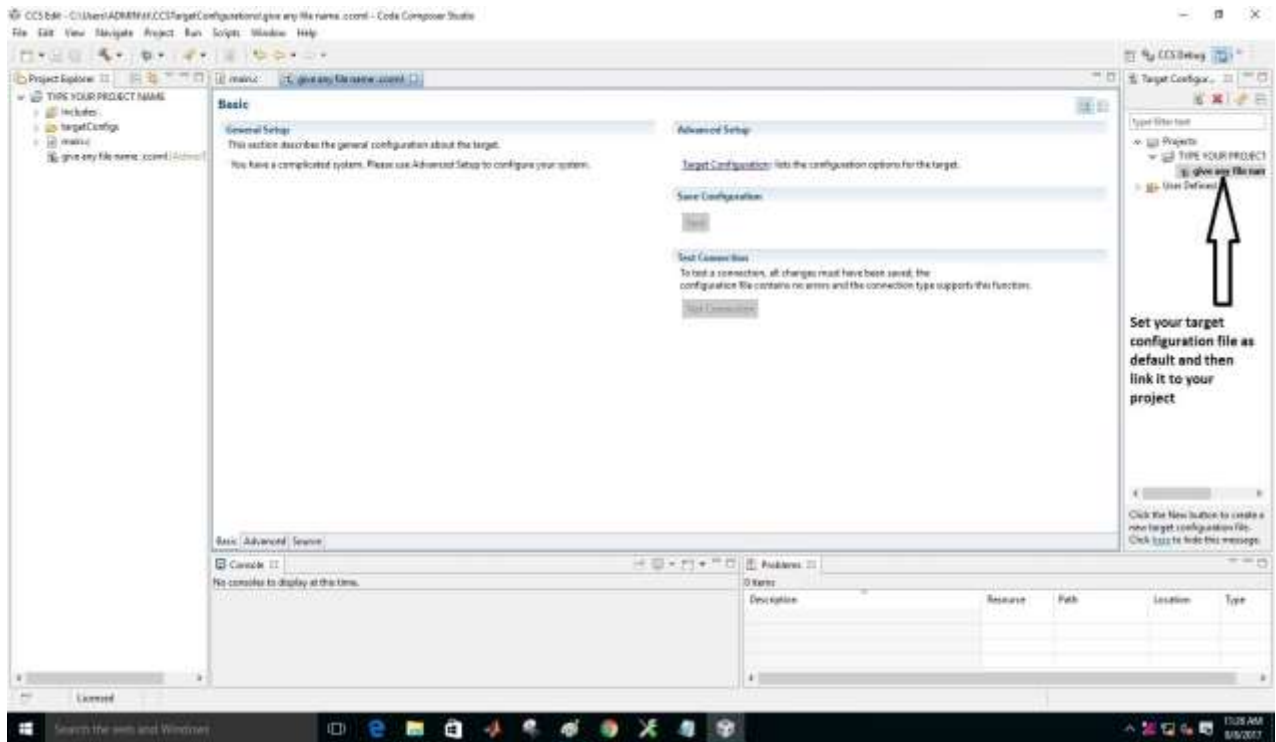 CCS Edit - C:\Users\ADMIN\ti\CCSTargetConfigurations\give any file name .ccxml - Code Composer Studio
File Edit View Navigate Project Run Scripts Window Help
CCS Debug
Project Explorer
main.c
give any file name .ccxml
Target Configur...
TYPE YOUR PROJECT NAME
Includes
targetConfigs
main.c
give any file name .ccxml
Basic
General Setup
This section describes the general configuration about the target.
You have a complicated system. Please use Advanced Setup to configure your system.
Advanced Setup
Target Configuration: lists the configuration options for the target.
Save Configuration
Save
Test Connection
To test a connection, all changes must have been saved, the
configuration file contains no errors and the connection type supports this function.
Test Connection
type filter text
Projects
TYPE YOUR PROJECT
give any file nam
User Defined
Set your target
configuration file as
default and then
link it to your
project
Click the New button to create a
new target configuration file.
Click here to hide this message.
Basic Advanced Source
Console
No consoles to display at this time.
Problems
0 items
Description Resource Path Location Type
Licensed
Search the web and Windows
11:28 AM